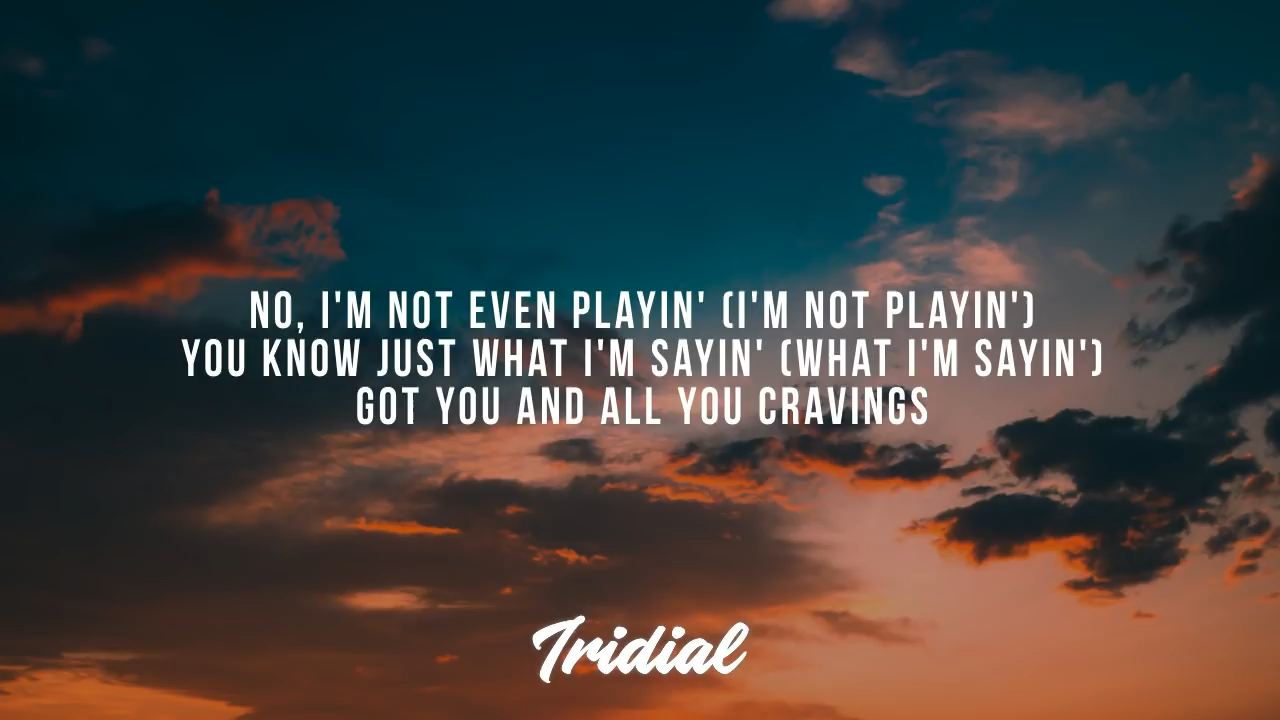 NO, I'M NOT EVEN PLAYIN' (I'M NOT PLAYIN')
YOU KNOW JUST WHAT I'M SAYIN' (WHAT I'M SAYIN')
GOT YOU AND ALL YOU CRAVINGS
Tridial